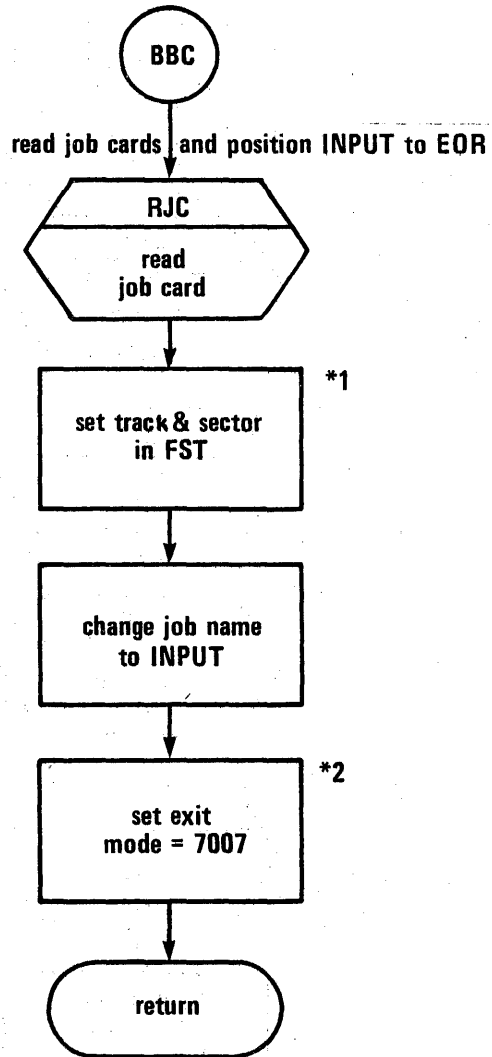 BBC
read job cards and position INPUT to EOR
RJC
read
job card
*1
set track & sector
in FST
change job name
to INPUT
*2
set exit
mode = 7007
return